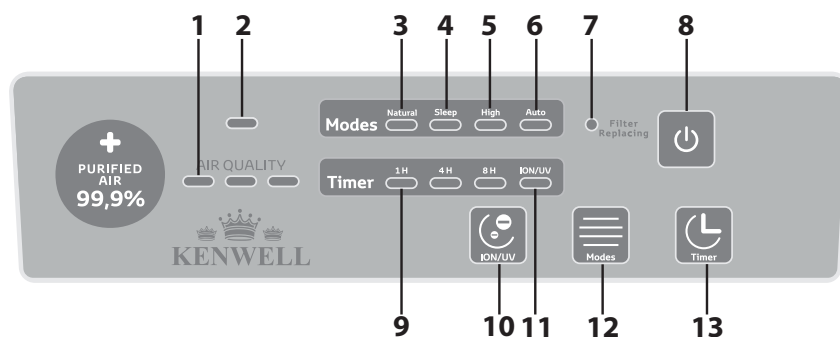 1 2 3 4 5 6 7 8
Natural Sleep High Auto
Modes
Filter
Replacing
PURIFIED
AIR
99,9%
AIR QUALITY
1 H 4 H 8 H ION/UV
Timer
KENWELL
ION/UV Modes Timer
9 10 11 12 13